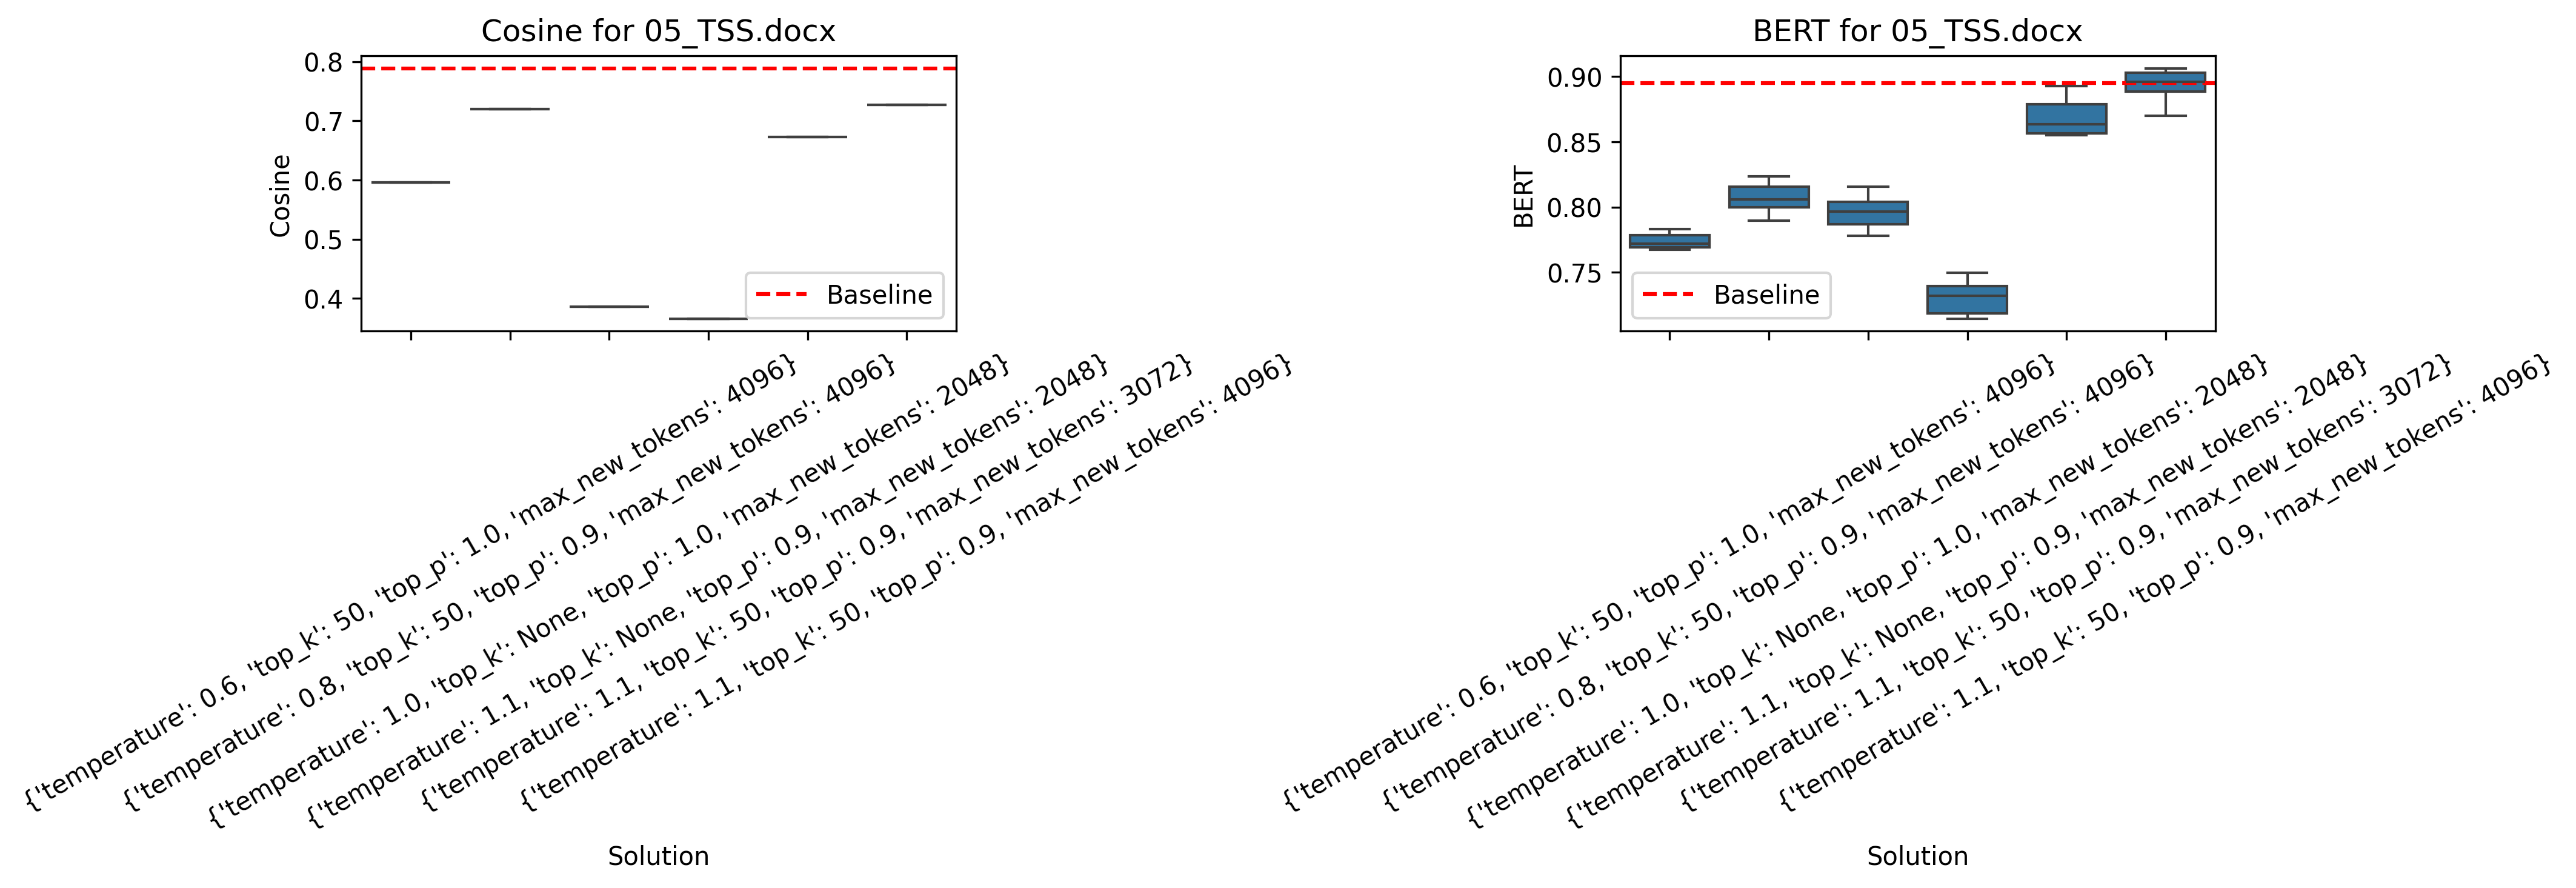 Cosine for 05_TSS.docx
Cosine
0.8
0.7
0.6
0.5
0.4
Baseline
{'temperature': 0.6, 'top_k': 50, 'top_p': 1.0, 'max_new_tokens': 4096}
{'temperature': 0.8, 'top_k': 50, 'top_p': 0.9, 'max_new_tokens': 4096}
{'temperature': 1.0, 'top_k': None, 'top_p': 1.0, 'max_new_tokens': 2048}
{'temperature': 1.1, 'top_k': None, 'top_p': 0.9, 'max_new_tokens': 2048}
{'temperature': 1.1, 'top_k': 50, 'top_p': 0.9, 'max_new_tokens': 3072}
{'temperature': 1.1, 'top_k': 50, 'top_p': 0.9, 'max_new_tokens': 4096}
Solution
BERT for 05_TSS.docx
BERT
0.90
0.85
0.80
0.75
Baseline
{'temperature': 0.6, 'top_k': 50, 'top_p': 1.0, 'max_new_tokens': 4096}
{'temperature': 0.8, 'top_k': 50, 'top_p': 0.9, 'max_new_tokens': 4096}
{'temperature': 1.0, 'top_k': None, 'top_p': 1.0, 'max_new_tokens': 2048}
{'temperature': 1.1, 'top_k': None, 'top_p': 0.9, 'max_new_tokens': 2048}
{'temperature': 1.1, 'top_k': 50, 'top_p': 0.9, 'max_new_tokens': 3072}
{'temperature': 1.1, 'top_k': 50, 'top_p': 0.9, 'max_new_tokens': 4096}
Solution